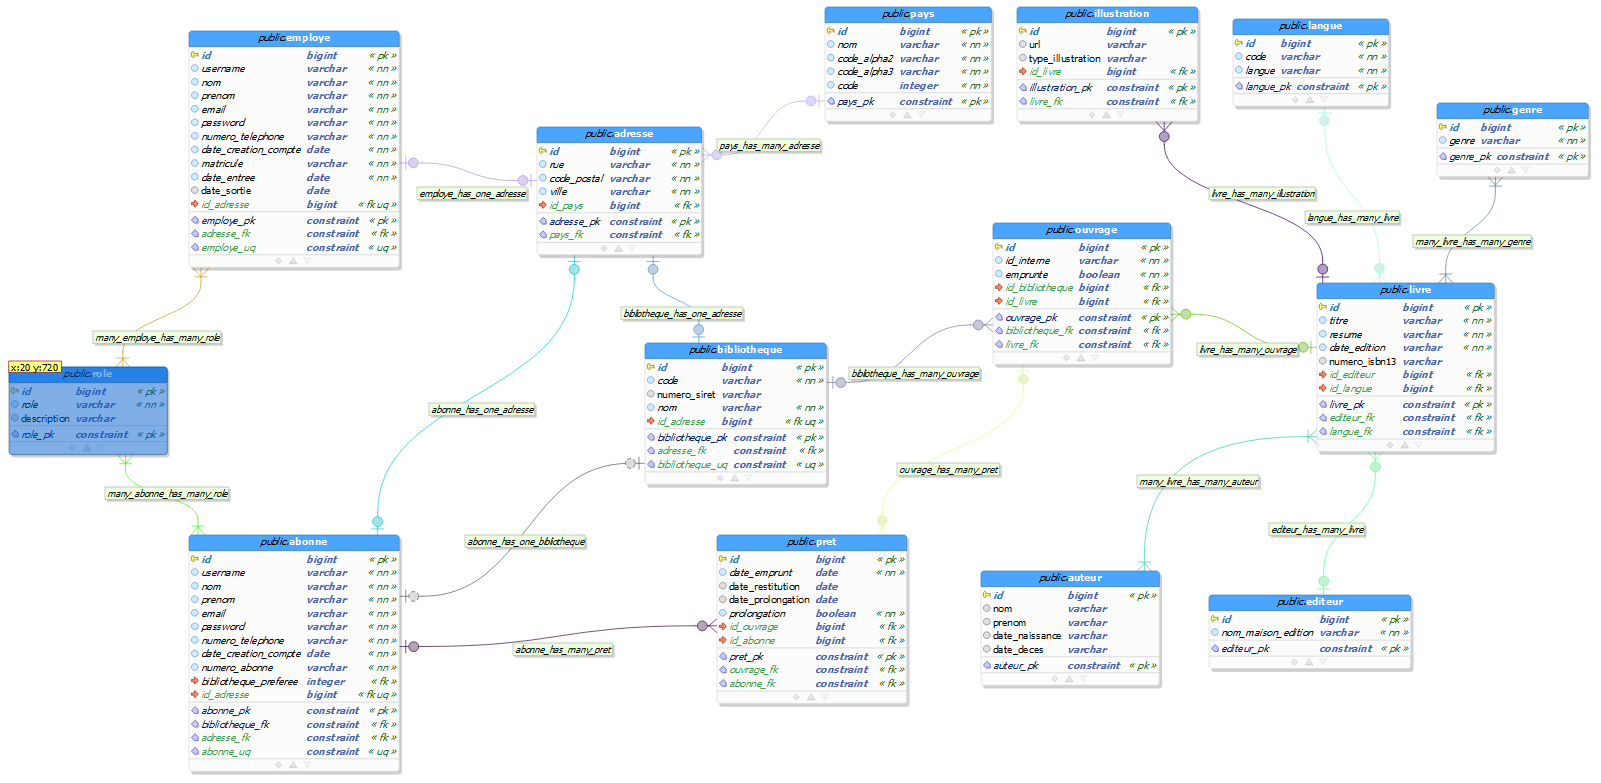 public.employe
id bigint « pk »
username varchar « nn »
nom varchar « nn »
prenom varchar « nn »
email varchar « nn »
password varchar « nn »
numero_telephone varchar « nn »
date_creation_compte date « nn »
matricule varchar « nn »
date_entree date « nn »
date_sortie date
id_adresse bigint « fk uq »
employe_pk constraint « pk »
adresse_fk constraint « fk »
employe_uq constraint « uq »
public.pays
id bigint « pk »
nom varchar « nn »
code_alpha2 varchar « nn »
code_alpha3 varchar « nn »
code integer « nn »
pays_pk constraint « pk »
public.illustration
id bigint « pk »
url varchar
type_illustration varchar
id_livre bigint « fk »
illustration_pk constraint « pk »
livre_fk constraint « fk »
public.langue
id bigint « pk »
code varchar « nn »
langue varchar « nn »
langue_pk constraint « pk »
public.genre
id bigint « pk »
genre varchar « nn »
genre_pk constraint « pk »
public.adresse
id bigint « pk »
rue varchar « nn »
code_postal varchar « nn »
ville varchar « nn »
id_pays bigint « fk »
adresse_pk constraint « pk »
pays_fk constraint « fk »
pays_has_many_adresse
employe_has_one_adresse
livre_has_many_illustration
langue_has_many_livre
many_livre_has_many_genre
public.ouvrage
id bigint « pk »
id_interne varchar « nn »
emprunte boolean « nn »
id_bibliotheque bigint « fk »
id_livre bigint « fk »
ouvrage_pk constraint « pk »
bibliotheque_fk constraint « fk »
livre_fk constraint « fk »
public.livre
id bigint « pk »
titre varchar « nn »
resume varchar « nn »
date_edition varchar « nn »
numero_isbn13 varchar
id_editeur bigint « fk »
id_langue bigint « fk »
livre_pk constraint « pk »
editeur_fk constraint « fk »
langue_fk constraint « fk »
bibliotheque_has_one_adresse
many_employe_has_many_role
livre_has_many_ouvrage
x:20 y:720
public.role
id bigint « pk »
role varchar « nn »
description varchar
role_pk constraint « pk »
public.bibliotheque
id bigint « pk »
code varchar « nn »
numero_siret varchar
nom varchar « nn »
id_adresse bigint « fk uq »
bibliotheque_pk constraint « pk »
adresse_fk constraint « fk »
bibliotheque_uq constraint « uq »
bibliotheque_has_many_ouvrage
abonne_has_one_adresse
ouvrage_has_many_pret
many_livre_has_many_auteur
many_abonne_has_many_role
editeur_has_many_livre
abonne_has_one_bibliotheque
public.abonne
id bigint « pk »
username varchar « nn »
nom varchar « nn »
prenom varchar « nn »
email varchar « nn »
password varchar « nn »
numero_telephone varchar « nn »
date_creation_compte date « nn »
numero_abonne varchar « nn »
bibliotheque_preferee integer « fk »
id_adresse bigint « fk uq »
abonne_pk constraint « pk »
bibliotheque_fk constraint « fk »
adresse_fk constraint « fk »
abonne_uq constraint « uq »
abonne_has_many_pret
public.pret
id bigint « pk »
date_emprunt date « nn »
date_restitution date
date_prolongation date
prolongation boolean « nn »
id_ouvrage bigint « fk »
id_abonne bigint « fk »
pret_pk constraint « pk »
ouvrage_fk constraint « fk »
abonne_fk constraint « fk »
public.auteur
id bigint « pk »
nom varchar
prenom varchar
date_naissance varchar
date_deces varchar
auteur_pk constraint « pk »
public.editeur
id bigint « pk »
nom_maison_edition varchar « nn »
editeur_pk constraint « pk »